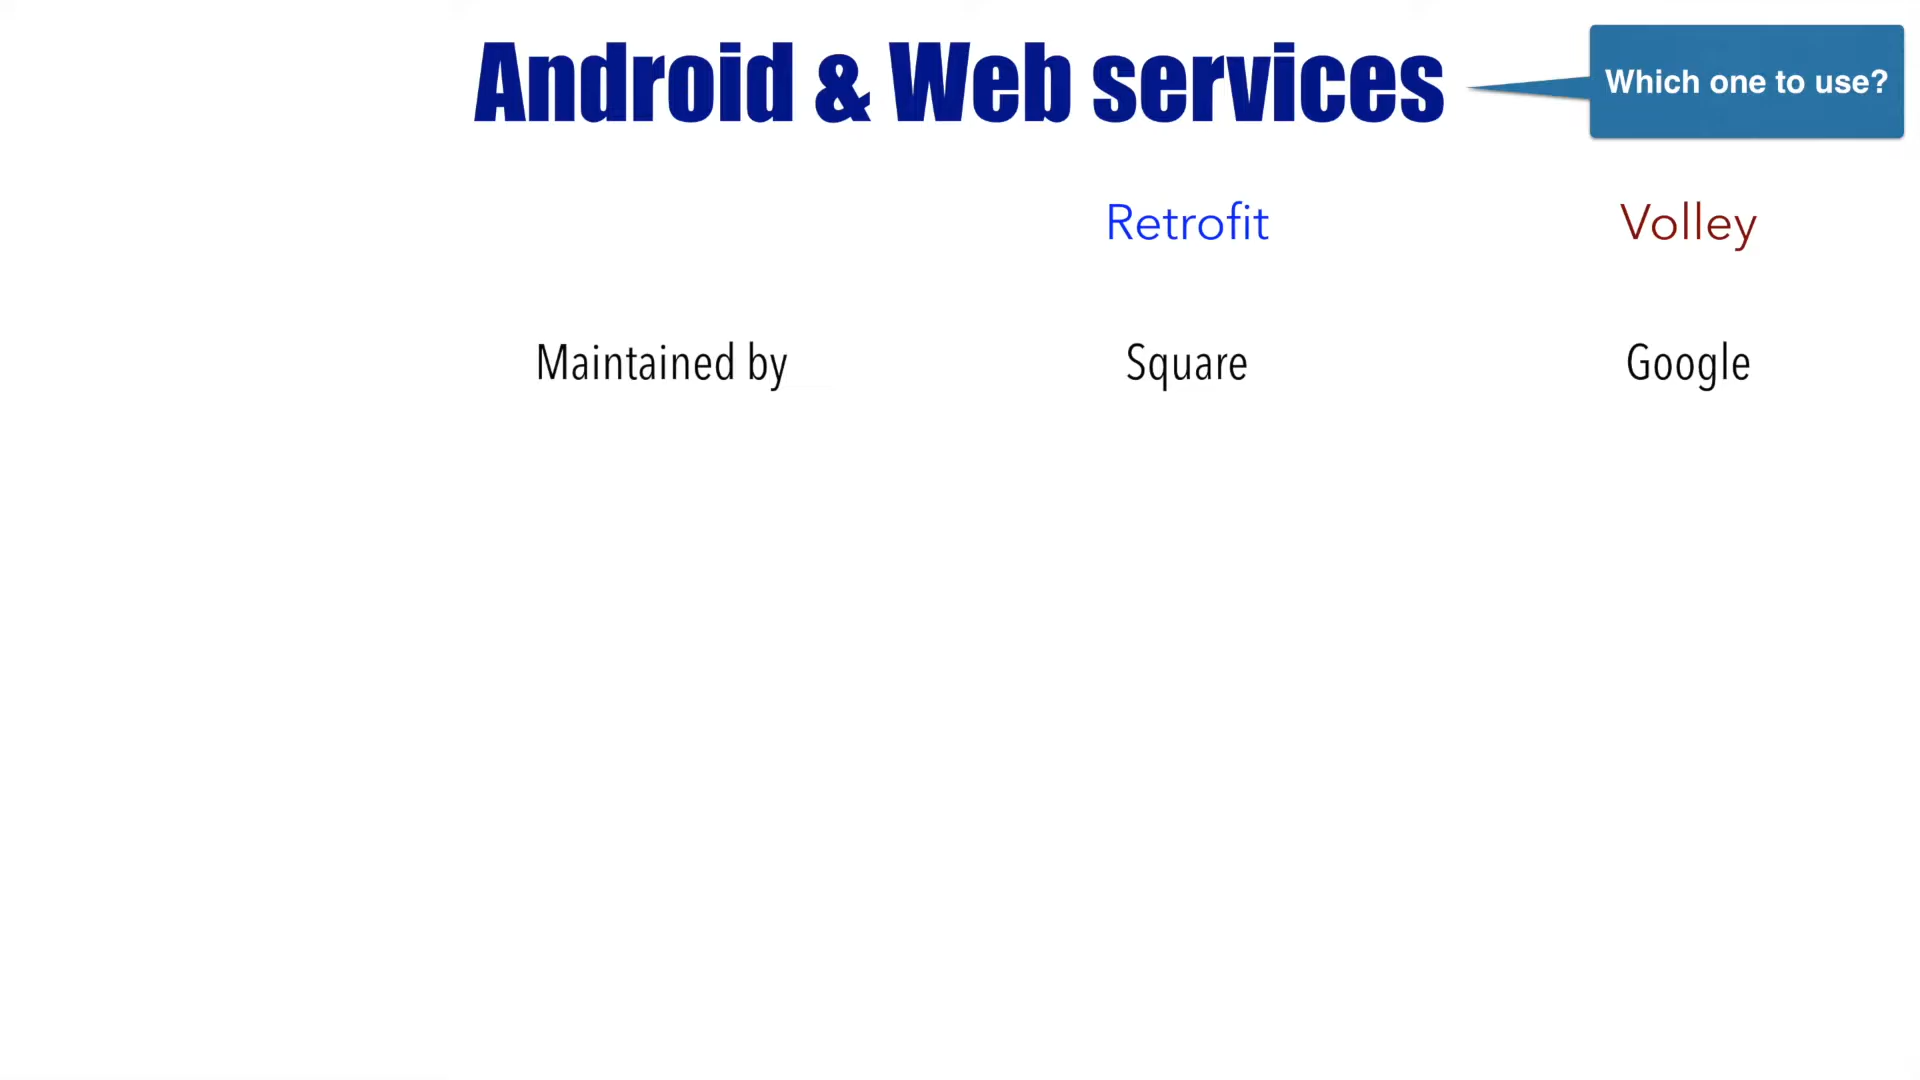 Android & Web services
Which one to use?
Retrofit
Volley
Maintained by
Square
Google